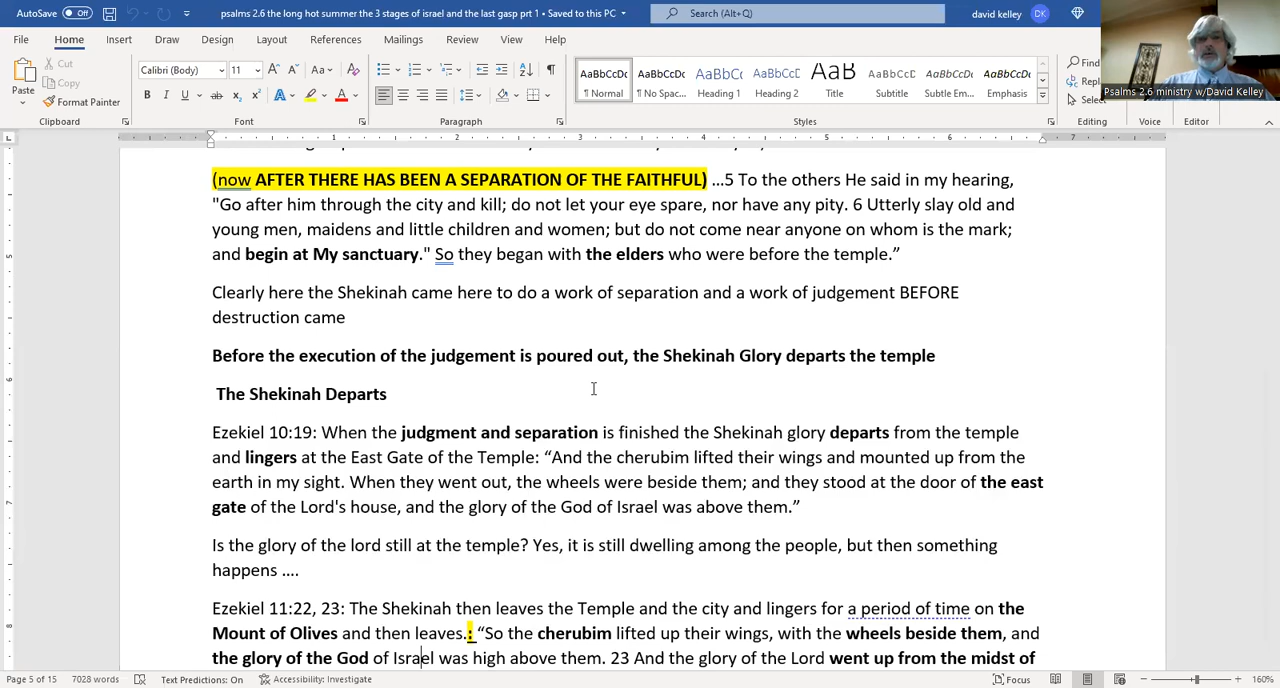 AutoSave Off psalms 2.6 the long hot summer the 3 stages of israel and the last gasp prt 1 • Saved to this PC Search (Alt+Q) david kelley DK
File Home Insert Draw Design Layout References Mailings Review View Help
Paste Cut Copy Format Painter
Calibri (Body) 11
AaBbCcDc AaBbCcDc AaBbCc AaBbCcD AaB AaBbCcD AaBbCcDc AaBbCcDc
¶ Normal ¶ No Spac... Heading 1 Heading 2 Title Subtitle Subtle Em... Emphasis
Find
Repl
Select
Psalms 2.6 ministry w/David Kelley
Clipboard Font Paragraph Styles Editing Voice Editor
(now AFTER THERE HAS BEEN A SEPARATION OF THE FAITHFUL) ...5 To the others He said in my hearing,
"Go after him through the city and kill; do not let your eye spare, nor have any pity. 6 Utterly slay old and
young men, maidens and little children and women; but do not come near anyone on whom is the mark;
and begin at My sanctuary." So they began with the elders who were before the temple.”
Clearly here the Shekinah came here to do a work of separation and a work of judgement BEFORE
destruction came
Before the execution of the judgement is poured out, the Shekinah Glory departs the temple
The Shekinah Departs
Ezekiel 10:19: When the judgment and separation is finished the Shekinah glory departs from the temple
and lingers at the East Gate of the Temple: “And the cherubim lifted their wings and mounted up from the
earth in my sight. When they went out, the wheels were beside them; and they stood at the door of the east
gate of the Lord's house, and the glory of the God of Israel was above them.”
Is the glory of the lord still at the temple? Yes, it is still dwelling among the people, but then something
happens ….
Ezekiel 11:22, 23: The Shekinah then leaves the Temple and the city and lingers for a period of time on the
Mount of Olives and then leaves.: “So the cherubim lifted up their wings, with the wheels beside them, and
the glory of the God of Israel was high above them. 23 And the glory of the Lord went up from the midst of
Page 5 of 15 7028 words Text Predictions: On Accessibility: Investigate Focus 160%